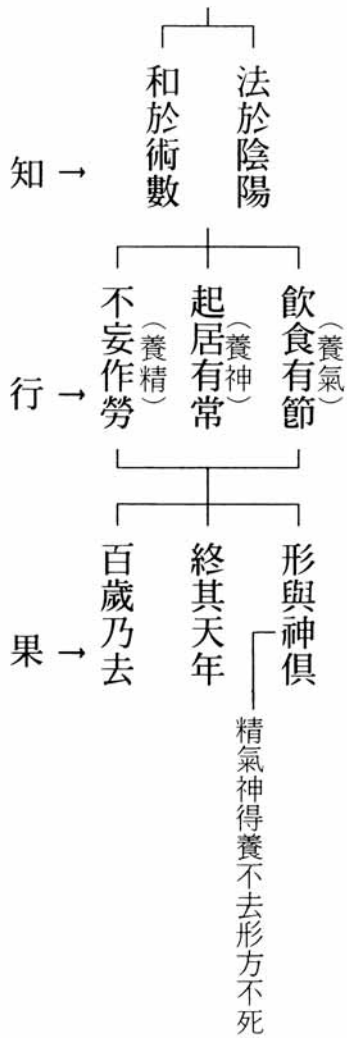 法於陰陽
和於術數
知→
飲食有節
（養氣）
起居有常
（養神）
不妄作勞
（養精）
行→
形與神俱
精氣神得養不去形方不死
終其天年
百歲乃去
果→